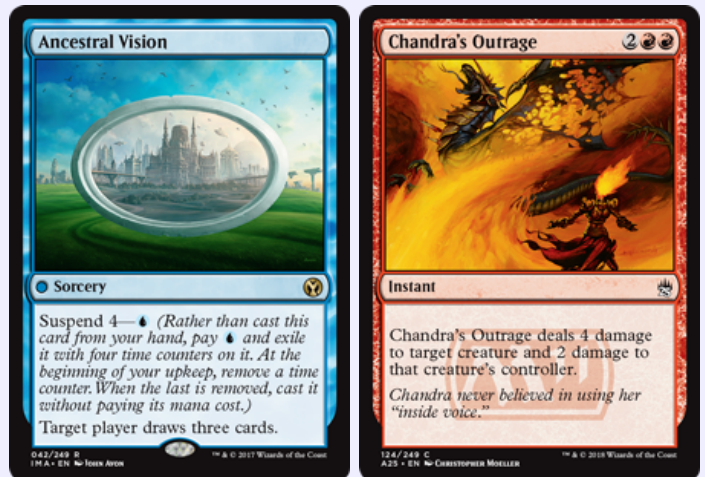 Ancestral Vision
Sorcery
Suspend 4— (Rather than cast this
card from your hand, pay and exile
it with four time counters on it. At the
beginning of your upkeep, remove a time
counter. When the last is removed, cast it
without paying its mana cost.)
Target player draws three cards.
042/249 R
IMA • EN JOHN AVON
™ & © 2017 Wizards of the Coast
Chandra's Outrage 2
Instant
Chandra's Outrage deals 4 damage
to target creature and 2 damage to
that creature's controller.
Chandra never believed in using her
“inside voice.”
124/249 C
A25 • EN CHRISTOPHER MOELLER
™ & © 2018 Wizards of the Coast